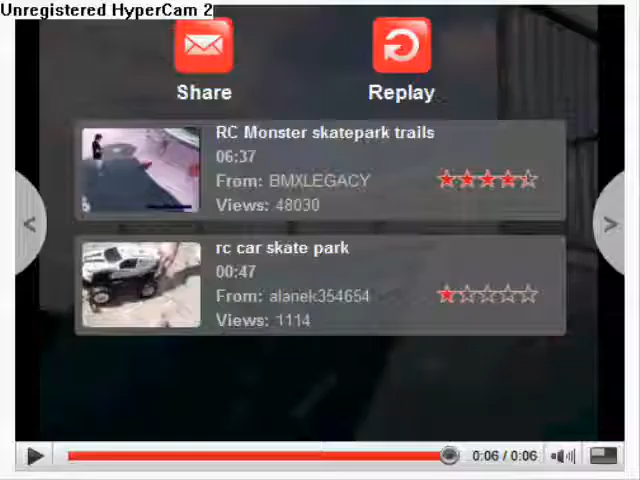 Unregistered HyperCam 2
Share
Replay
RC Monster skatepark trails
06:37
From: BMXLEGACY
Views: 48030
rc car skate park
00:47
From: alanek354654
Views: 1114
0:06 / 0:06